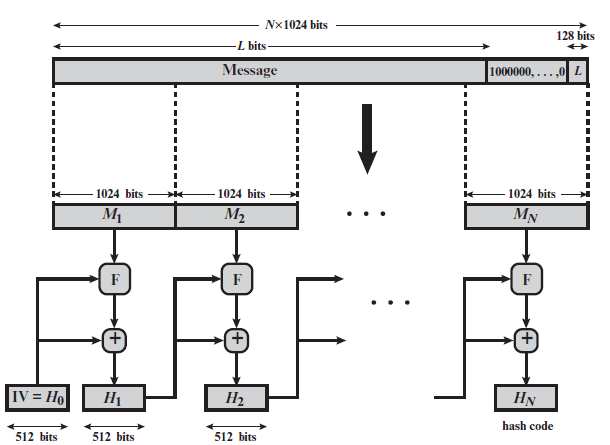 N×1024 bits
L bits
128 bits
Message
1000000, . . . ,0
L
1024 bits
1024 bits
1024 bits
M1
M2
• • •
MN
F
F
F
• • •
+
+
+
IV = H0
H1
H2
HN
512 bits
512 bits
512 bits
hash code